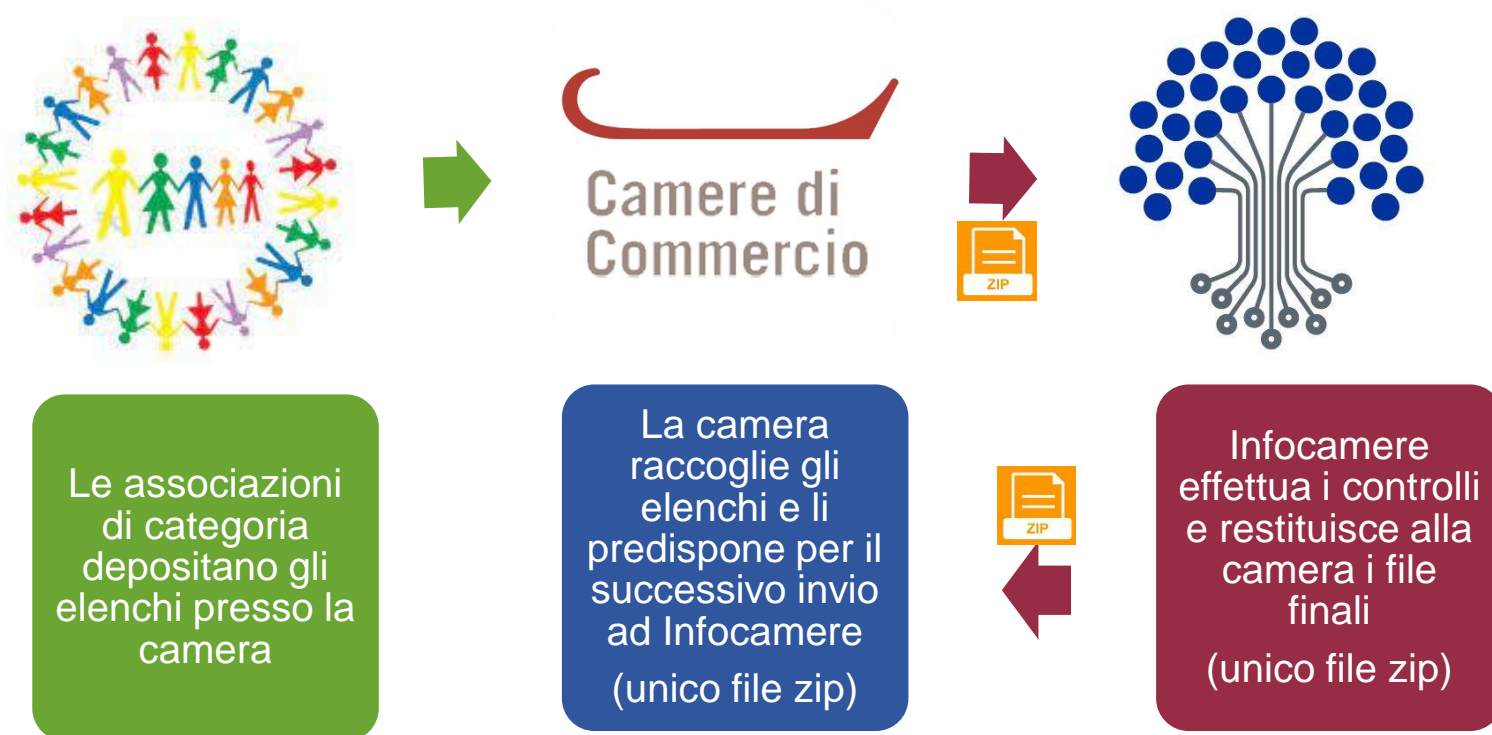 Camere di
Commercio
ZIP
Le associazioni
di categoria
depositano gli
elenchi presso la
camera
La camera
raccoglie gli
elenchi e li
predispone per il
successivo invio
ad Infocamere
(unico file zip)
ZIP
Infocamere
effettua i controlli
e restituisce alla
camera i file
finali
(unico file zip)